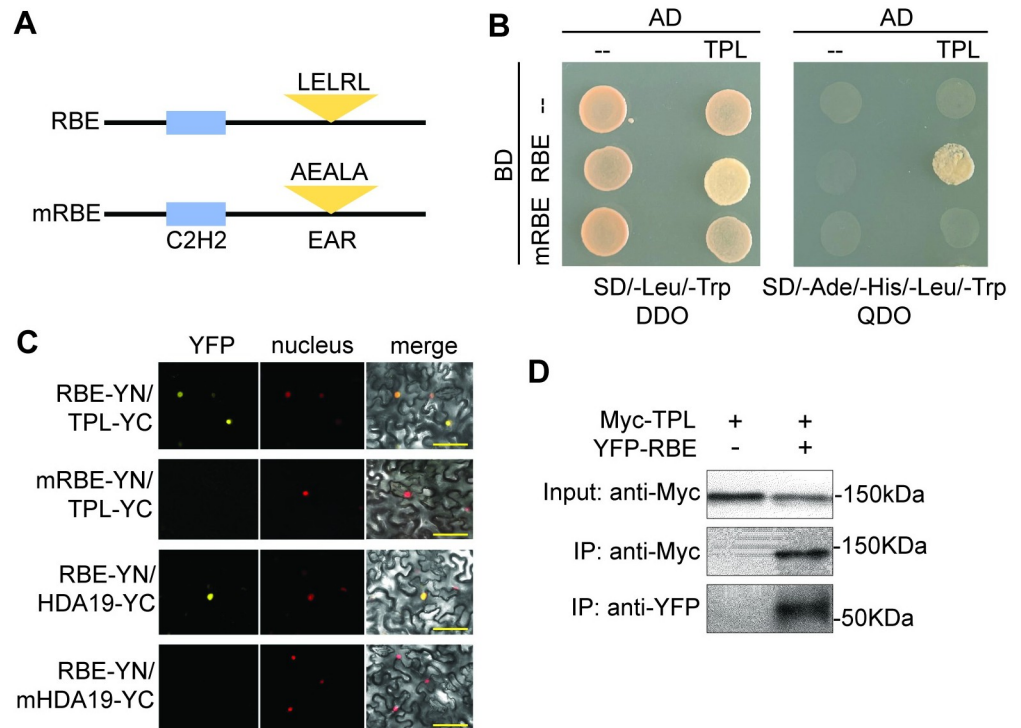 A
LELRL
RBE
AEALA
mRBE
C2H2 EAR
B
AD AD
-- TPL -- TPL
BD
--
RBE
mRBE
SD/-Leu/-Trp SD/-Ade/-His/-Leu/-Trp
DDO QDO
C
YFP nucleus merge
RBE-YN/
TPL-YC
mRBE-YN/
TPL-YC
RBE-YN/
HDA19-YC
RBE-YN/
mHDA19-YC
D
Myc-TPL + +
YFP-RBE - +
Input: anti-Myc -150kDa
IP: anti-Myc -150KDa
IP: anti-YFP -50KDa